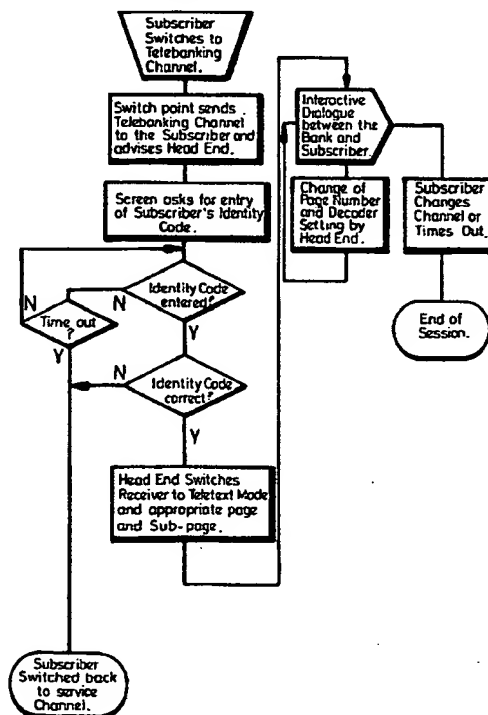 Subscriber
Switches to
Telebanking
Channel.
Switch point sends
Telebanking Channel
to the Subscriber and
advises Head End.
Screen asks for entry
of Subscriber's Identity
Code.
Identity Code
entered?
N
N
Time out
?
Y
Y
Identity Code
correct?
N
Y
Head End Switches
Receiver to Teletext Mode
and appropriate page
and Sub-page.
Subscriber
Switched back
to service
Channel.
Interactive
Dialogue
between the
Bank and
Subscriber.
Change of
Page Number
and Decoder
Setting by
Head End.
Subscriber
Changes
Channel or
Times Out.
End of
Session.